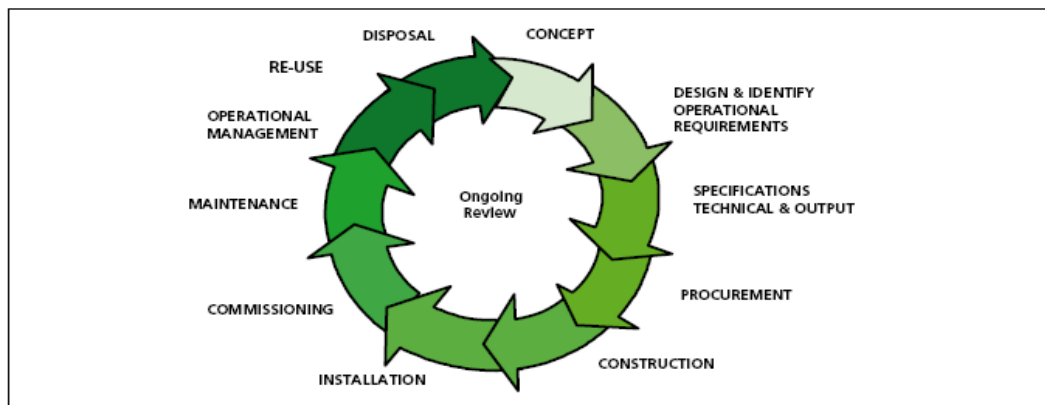 CONCEPT
DESIGN & IDENTIFY
OPERATIONAL
REQUIREMENTS
SPECIFICATIONS
TECHNICAL & OUTPUT
PROCUREMENT
CONSTRUCTION
INSTALLATION
COMMISSIONING
MAINTENANCE
OPERATIONAL
MANAGEMENT
RE-USE
DISPOSAL
Ongoing
Review